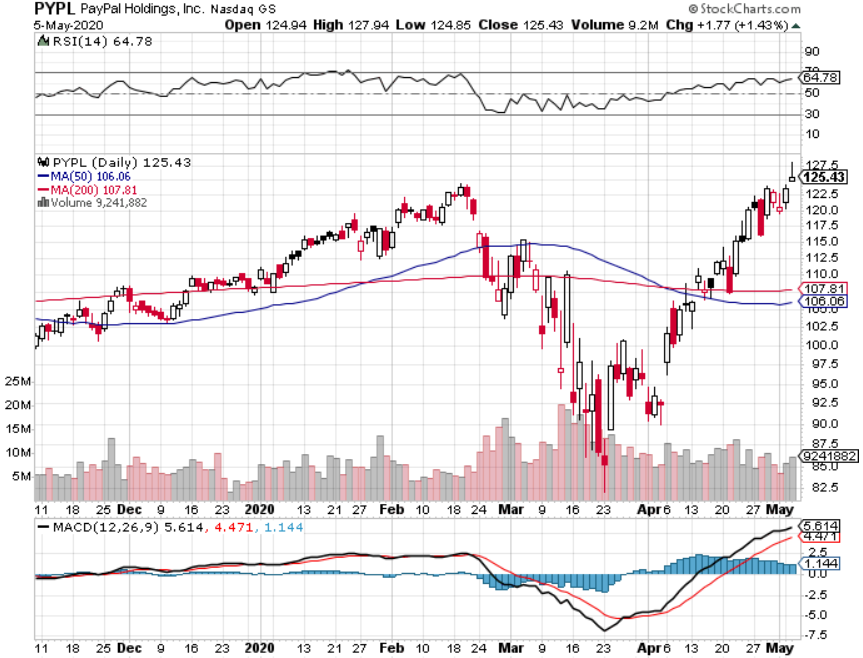 PYPL PayPal Holdings, Inc. Nasdaq GS © StockCharts.com
5-May-2020 Open 124.94 High 127.94 Low 124.85 Close 125.43 Volume 9.2M Chg +1.77 (+1.43%)
RSI(14) 64.78
90
70
64.78
50
30
10
PYPL (Daily) 125.43
MA(50) 106.06
MA(200) 107.81
Volume 9,241,882
127.5
125.43
122.5
120.0
117.5
115.0
112.5
110.0
107.81
106.06
105.0
102.5
100.0
97.5
95.0
92.5
90.0
87.5
9241882
85.0
82.5
25M
20M
15M
10M
5M
11 18 25 Dec 9 16 23 2020 13 21 27 Feb 10 18 24 Mar 9 16 23 Apr 6 13 20 27 May
MACD(12,26,9) 5.614, 4.471, 1.144
5.614
4.471
2.5
1.144
0.0
-2.5
-5.0
-7.5
11 18 25 Dec 9 16 23 2020 13 21 27 Feb 10 18 24 Mar 9 16 23 Apr 6 13 20 27 May